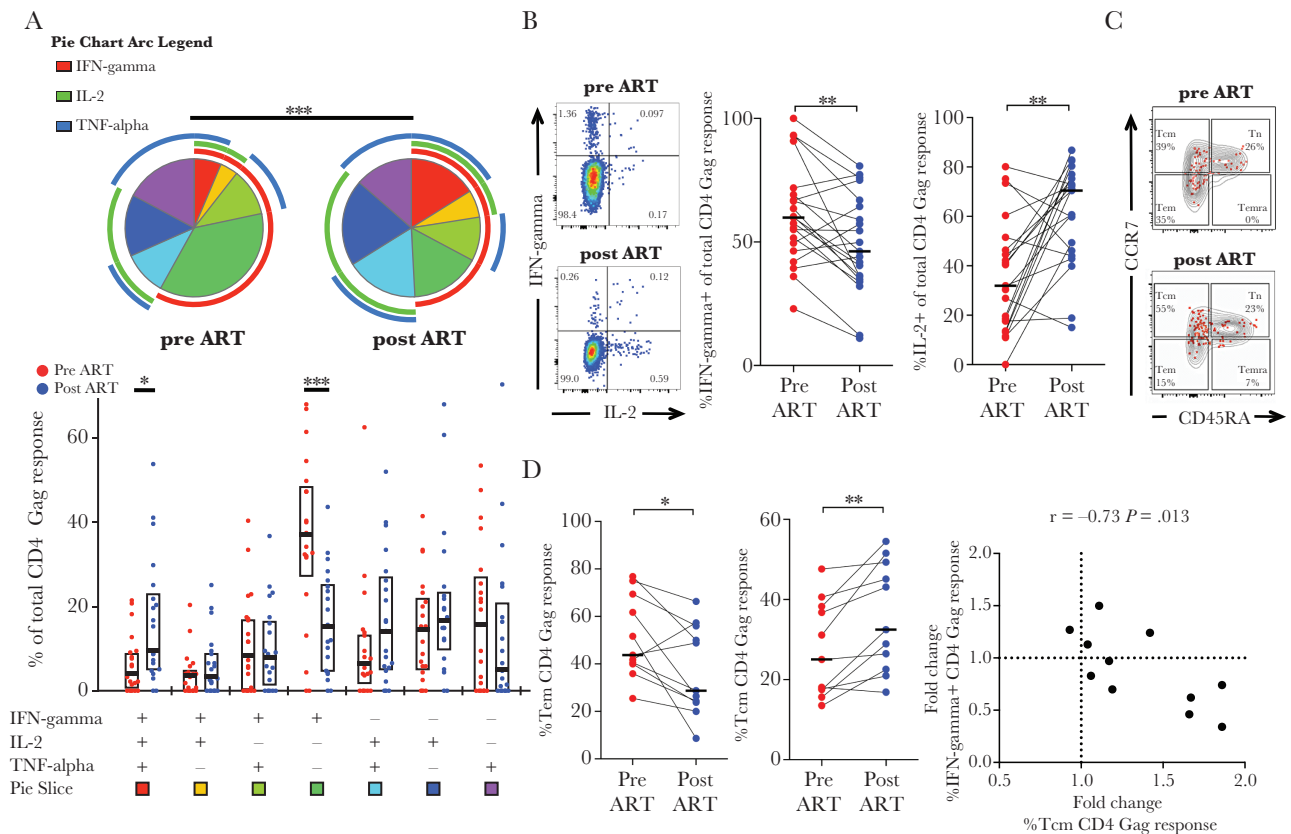 A
Pie Chart Arc Legend
IFN-gamma
IL-2
TNF-alpha
***
pre ART
post ART
Pre ART
Post ART
*
***
% of total CD4 Gag response
60
40
20
0
IFN-gamma + + + + – – –
IL-2 + + – – + + –
TNF-alpha + – + – + – +
Pie Slice
B
pre ART
1.36 0.097
98.4 0.17
post ART
0.26 0.12
99.0 0.59
IFN-gamma
IL-2
%IFN-gamma+ of total CD4 Gag response
100
50
0
**
Pre ART
Post ART
%IL-2+ of total CD4 Gag response
100
80
60
40
20
0
**
Pre ART
Post ART
C
pre ART
Tcm 39%
Tn 26%
Tem 35%
Temra 0%
post ART
Tcm 55%
Tn 23%
Tem 15%
Temra 7%
CCR7
CD45RA
D
%Tcm CD4 Gag response
100
80
60
40
20
0
*
Pre ART
Post ART
%Tcm CD4 Gag response
60
40
20
0
**
Pre ART
Post ART
r = –0.73 P = .013
Fold change
%IFN-gamma+ CD4 Gag response
2.0
1.5
1.0
0.5
0.0
0.5 1.0 1.5 2.0
Fold change
%Tcm CD4 Gag response